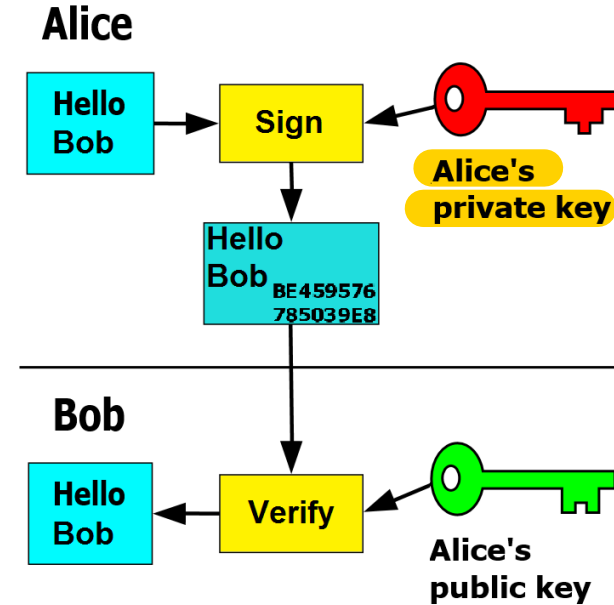 Alice
Hello
Bob
Sign
Alice's
private key
Hello
Bob
BE459576
785039E8
Bob
Hello
Bob
Verify
Alice's
public key